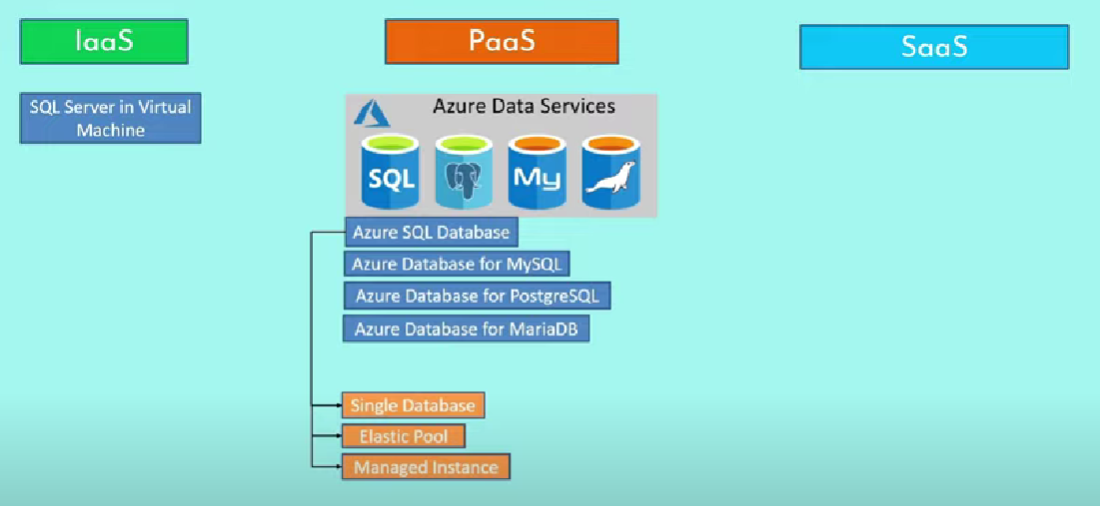 IaaS
PaaS
SaaS
SQL Server in Virtual
Machine
Azure Data Services
SQL
My
Azure SQL Database
Azure Database for MySQL
Azure Database for PostgreSQL
Azure Database for MariaDB
Single Database
Elastic Pool
Managed Instance